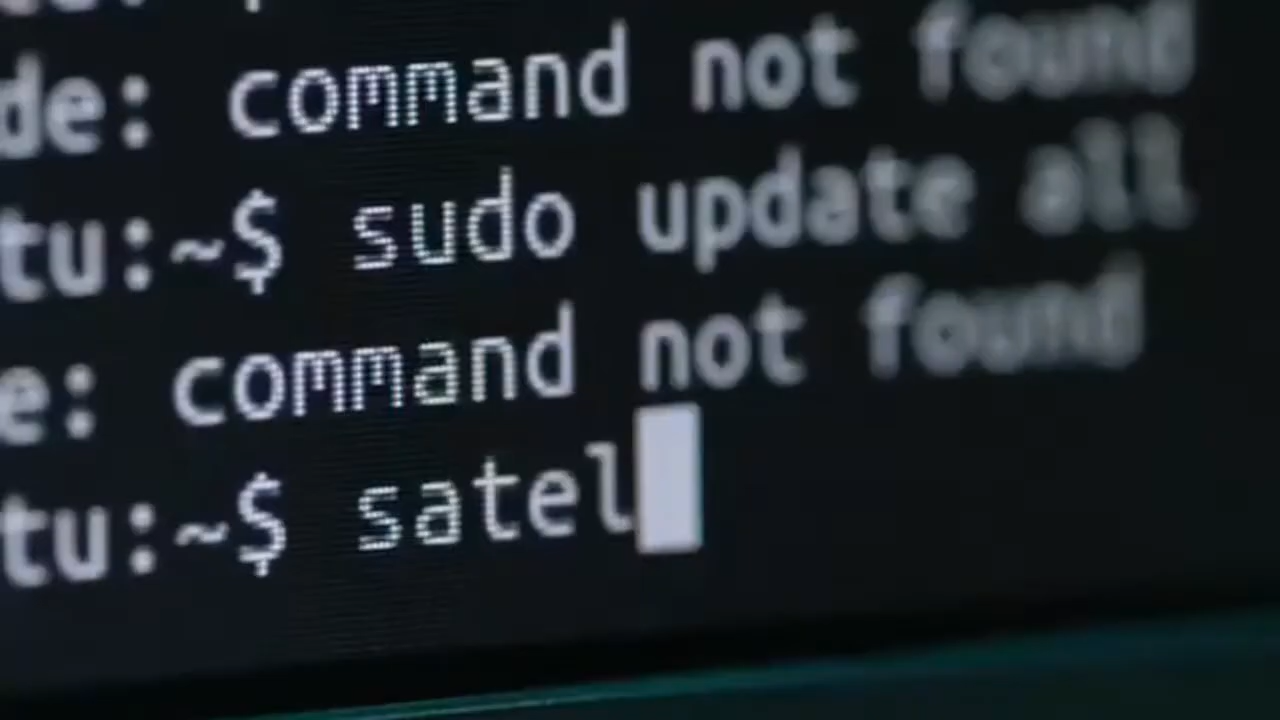 de: command not found
tu:~$ sudo update all
e: command not found
tu:~$ satel